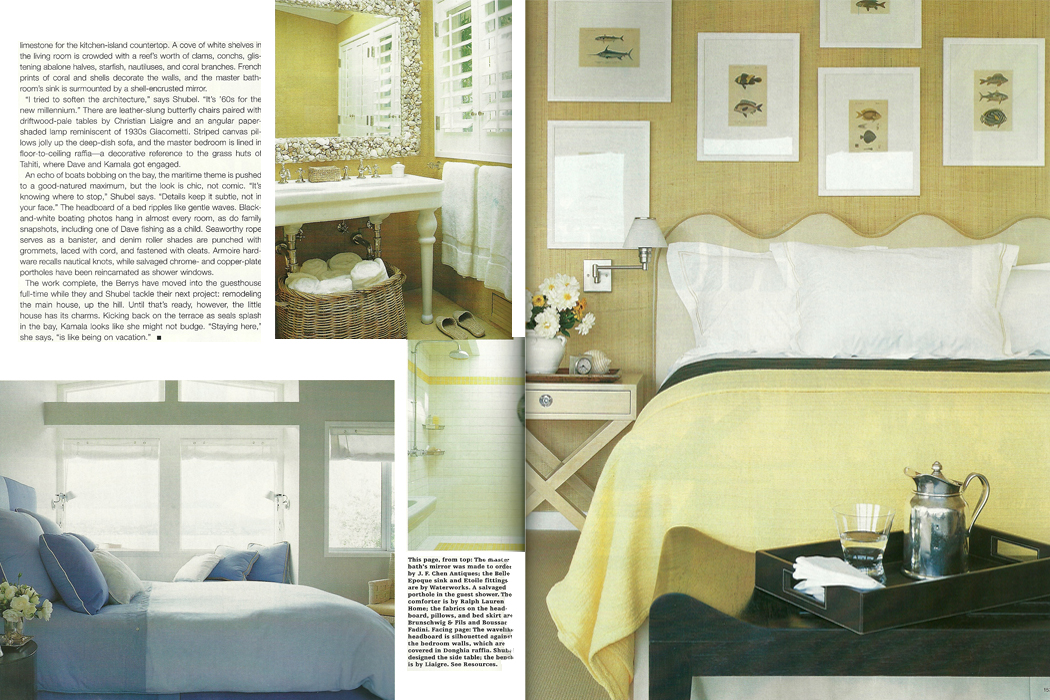 limestone for the kitchen-island countertop. A cove of white shelves in
the living room is crowded with a reef's worth of clams, conchs, glis-
tening abalone halves, starfish, nautiluses, and coral branches. French
prints of coral and shells decorate the walls, and the master bath-
room's sink is surmounted by a shell-encrusted mirror.
"I tried to soften the architecture," says Shubel. "It's '60s for the
new millennium." There are leather-slung butterfly chairs paired with
driftwood-pale tables by Christian Liaigre and an angular paper-
shaded lamp reminiscent of 1930s Giacometti. Striped canvas pil-
lows jolly up the deep-dish sofa, and the master bedroom is lined in
floor-to-ceiling raffia—a decorative reference to the grass huts of
Tahiti, where Dave and Kamala got engaged.
An echo of boats bobbing on the bay, the maritime theme is pushed
to a good-natured maximum, but the look is chic, not comic. "It's
knowing where to stop," Shubel says. "Details keep it subtle, not in
your face." The headboard of a bed ripples like gentle waves. Black-
and-white boating photos hang in almost every room, as do family
snapshots, including one of Dave fishing as a child. Seaworthy rope
serves as a banister, and denim roller shades are punched with
grommets, laced with cord, and fastened with cleats. Armoire hard-
ware recalls nautical knots, while salvaged chrome- and copper-plate
portholes have been reincarnated as shower windows.
The work complete, the Berrys have moved into the guesthouse
full-time while they and Shubel tackle their next project: remodeling
the main house, up the hill. Until that's ready, however, the little
house has its charms. Kicking back on the terrace as seals splash
in the bay, Kamala looks like she might not budge. "Staying here,"
she says, "is like being on vacation." ■
This page, from top: The master
bath's mirror was made to order
by J. F. Chen Antiques; the Belle
Epoque sink and Etoile fittings
are by Waterworks. A salvaged
porthole in the guest shower. The
comforter is by Ralph Lauren
Home; the fabrics on the head-
board, pillows, and bed skirt are
Brunschwig & Fils and Boussac
Fadini. Facing page: The wavelike
headboard is silhouetted against
the bedroom walls, which are
covered in Donghia raffia. Shubel
designed the side table; the bench
is by Liaigre. See Resources.